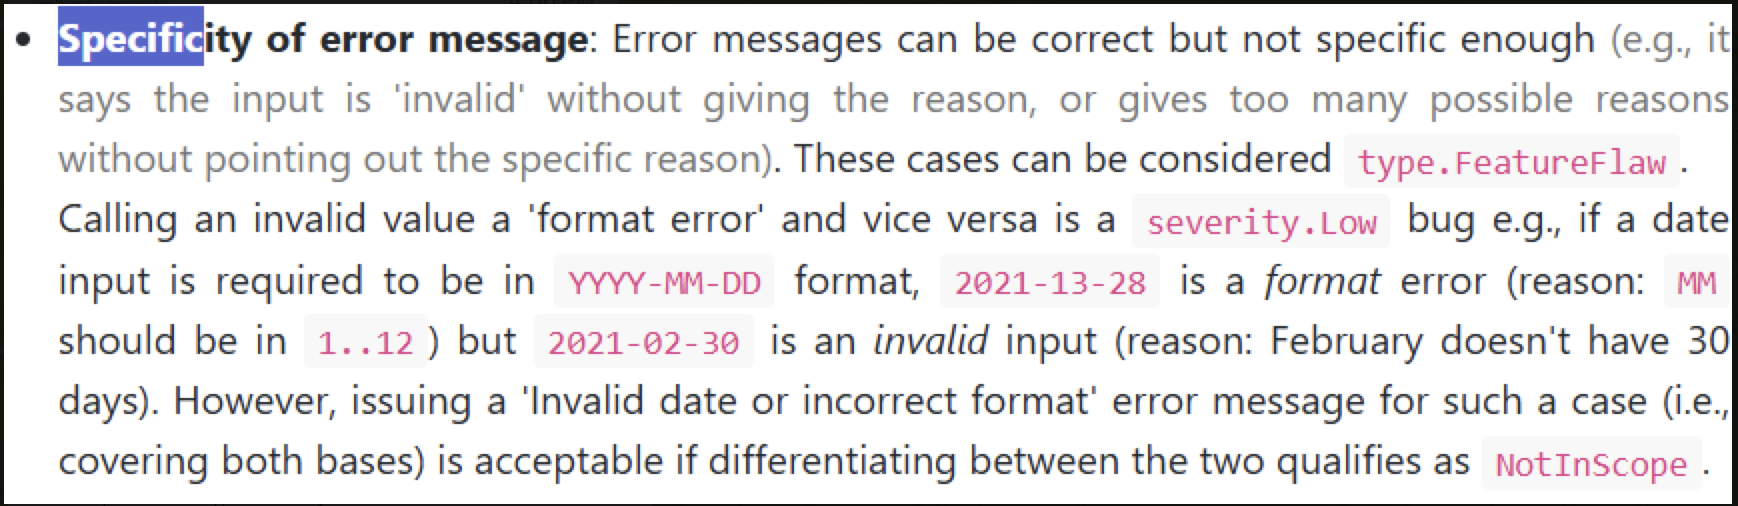 • Specificity of error message: Error messages can be correct but not specific enough (e.g., it
says the input is 'invalid' without giving the reason, or gives too many possible reasons
without pointing out the specific reason). These cases can be considered type.FeatureFlaw.
Calling an invalid value a 'format error' and vice versa is a severity.Low bug e.g., if a date
input is required to be in YYYY-MM-DD format, 2021-13-28 is a format error (reason: MM
should be in 1..12) but 2021-02-30 is an invalid input (reason: February doesn't have 30
days). However, issuing a 'Invalid date or incorrect format' error message for such a case (i.e.,
covering both bases) is acceptable if differentiating between the two qualifies as NotInScope.